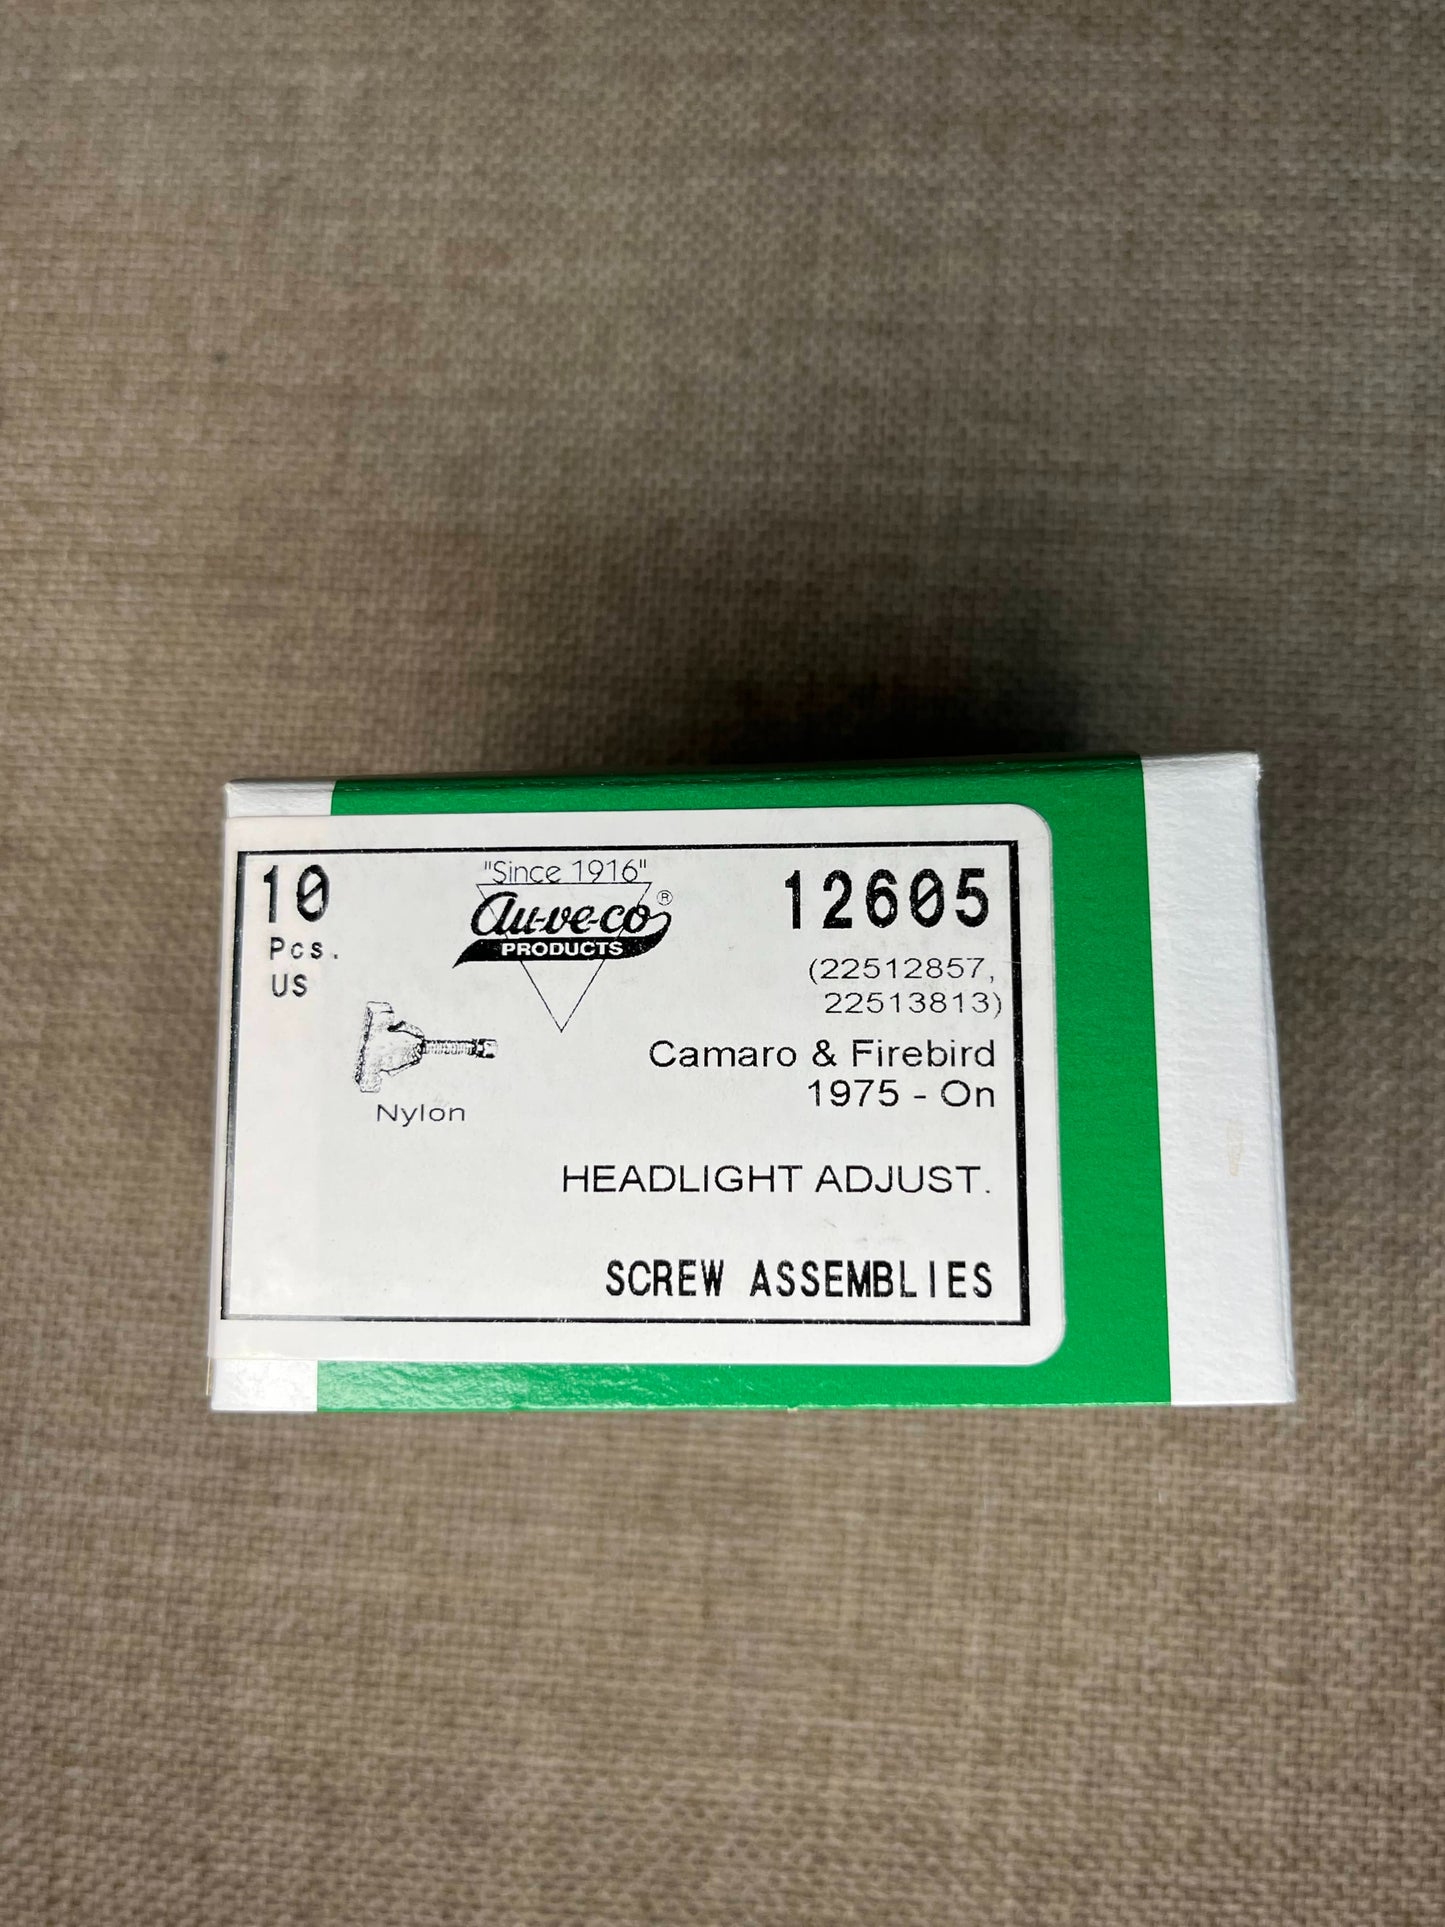 10
Pcs.
US
"Since 1916"
Au-ve-co®
PRODUCTS
12605
(22512857,
22513813)
Camaro & Firebird
1975 - On
Nylon
HEADLIGHT ADJUST.
SCREW ASSEMBLIES